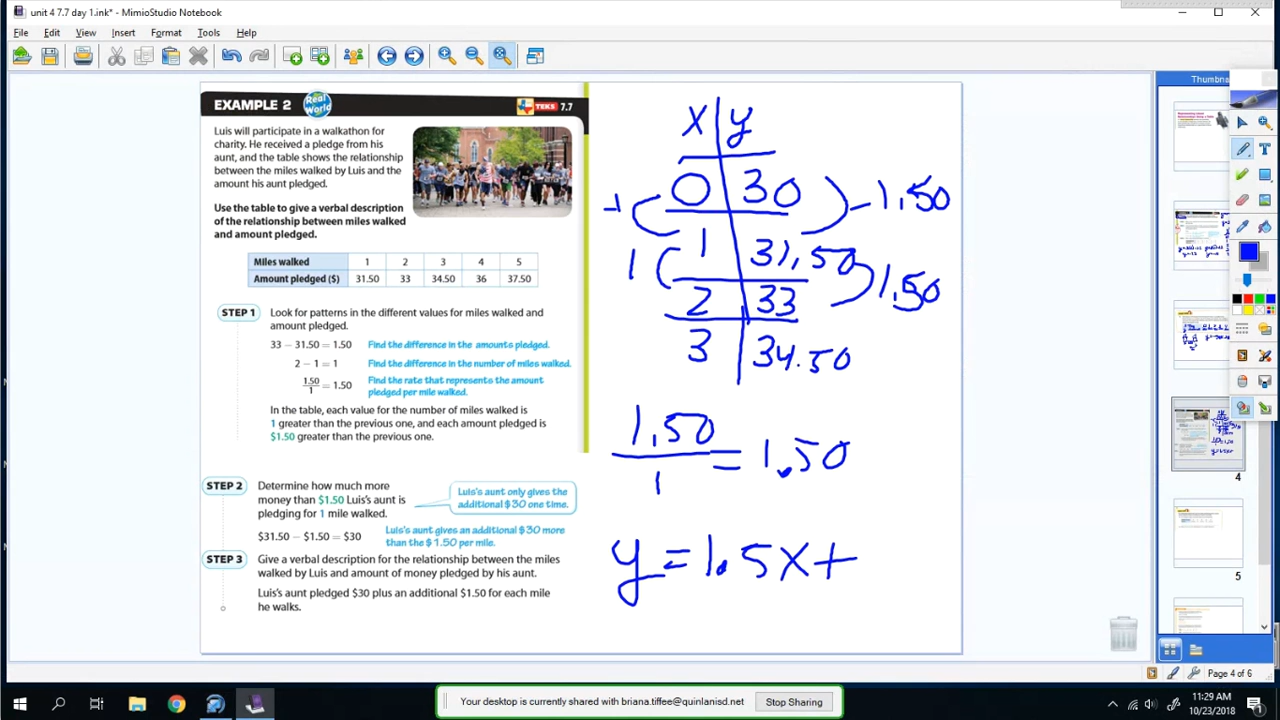 unit 4 7.7 day 1.ink* - MimioStudio Notebook
File Edit View Insert Format Tools Help
EXAMPLE 2 Real World TEKS 7.7
Luis will participate in a walkathon for
charity. He received a pledge from his
aunt, and the table shows the relationship
between the miles walked by Luis and the
amount his aunt pledged.
Use the table to give a verbal description
of the relationship between miles walked
and amount pledged.
Miles walked 1 2 3 4 5
Amount pledged ($) 31.50 33 34.50 36 37.50
STEP 1 Look for patterns in the different values for miles walked and
amount pledged.
33 − 31.50 = 1.50 Find the difference in the amounts pledged.
2 − 1 = 1 Find the difference in the number of miles walked.
1.50/1 = 1.50 Find the rate that represents the amount
pledged per mile walked.
In the table, each value for the number of miles walked is
1 greater than the previous one, and each amount pledged is
$1.50 greater than the previous one.
STEP 2 Determine how much more
money than $1.50 Luis's aunt is
pledging for 1 mile walked.
Luis's aunt only gives the
additional $30 one time.
$31.50 − $1.50 = $30 Luis's aunt gives an additional $30 more
than the $ 1.50 per mile.
STEP 3 Give a verbal description for the relationship between the miles
walked by Luis and amount of money pledged by his aunt.
Luis's aunt pledged $30 plus an additional $1.50 for each mile
he walks.
x y
0 30
-1.50
1 31.50
1 1.50
2 33
3 34.50
1.50/1 = 1.50
y = 1.5x +
Thumbna
4
5
Page 4 of 6
Your desktop is currently shared with briana.tiffee@quinlanisd.net Stop Sharing
11:29 AM
10/23/2018